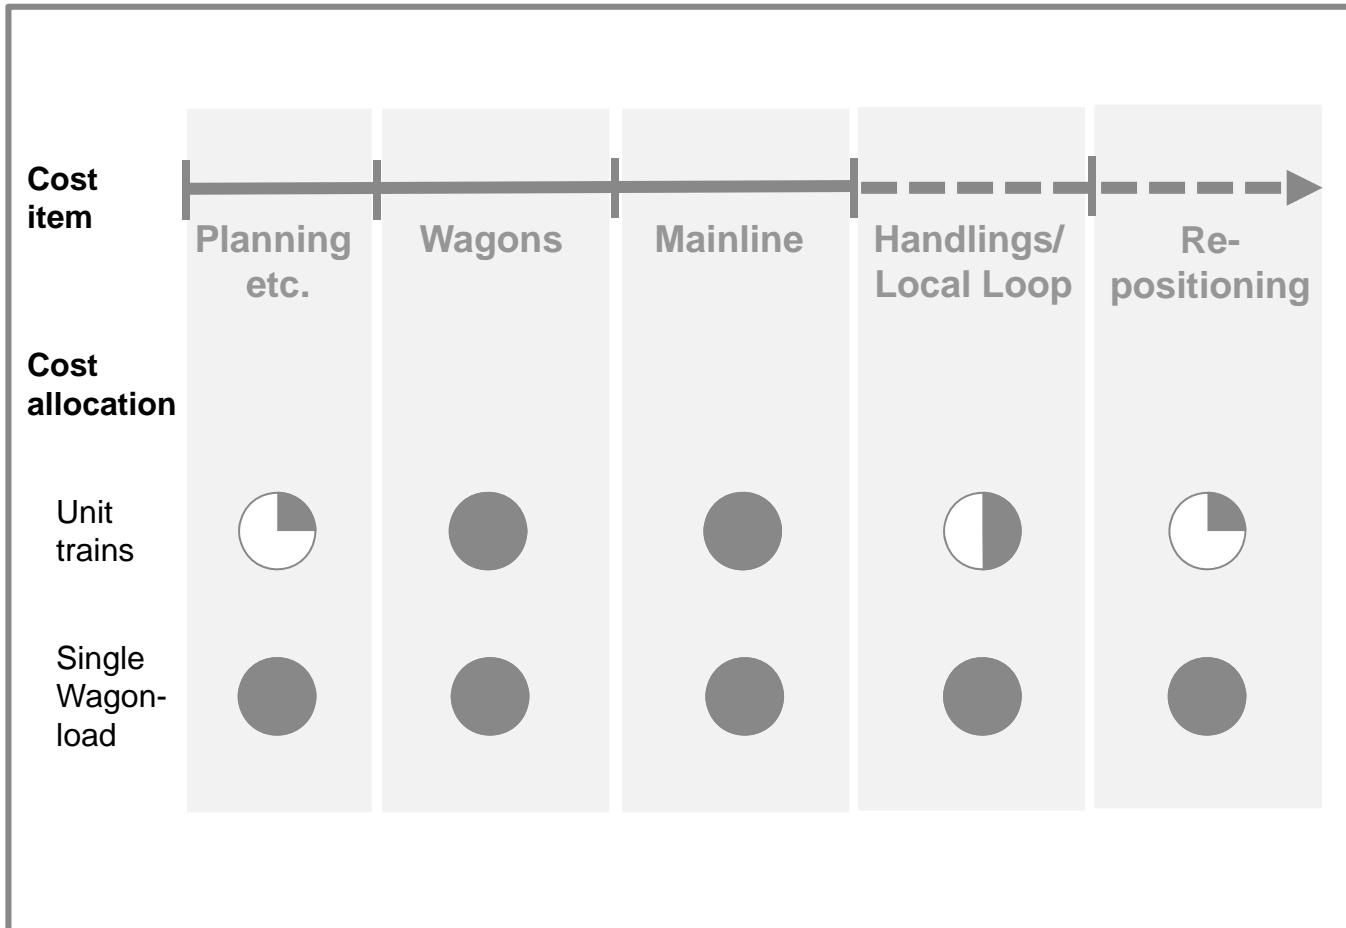 Cost
item
Planning
etc.
Wagons
Mainline
Handlings/
Local Loop
Re-
positioning
Cost
allocation
Unit
trains
Single
Wagon-
load